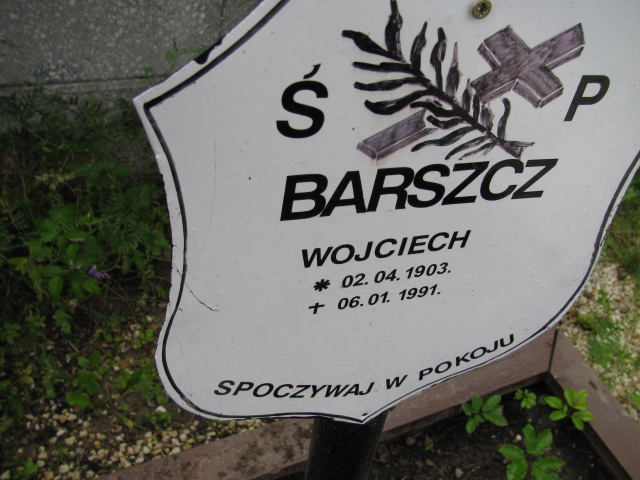 Ś P
BARSZCZ
WOJCIECH
* 02. 04. 1903.
+ 06. 01. 1991.
SPOCZYWAJ W POKOJU